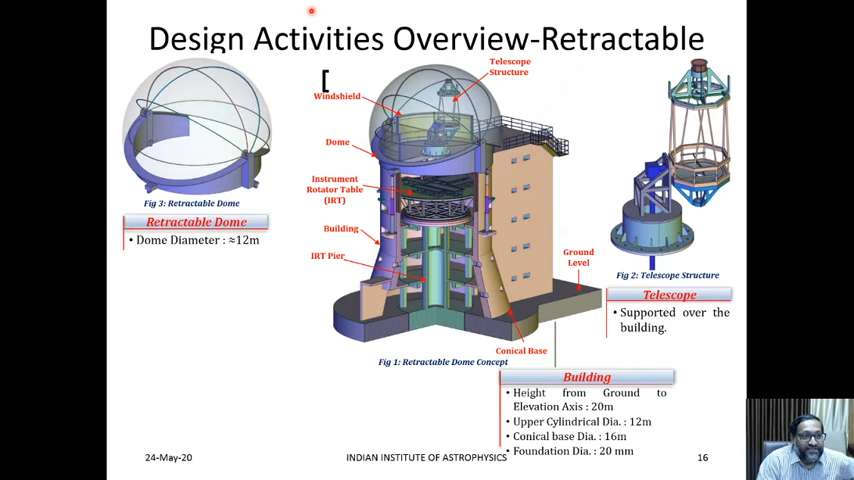 Design Activities Overview-Retractable
[
Fig 3: Retractable Dome
Retractable Dome
• Dome Diameter : ≈12m
Telescope
Structure
Windshield
Dome
Instrument
Rotator Table
(IRT)
Building
IRT Pier
Ground
Level
Conical Base
Fig 1: Retractable Dome Concept
Fig 2: Telescope Structure
Telescope
• Supported over the
building.
Building
• Height from Ground to
Elevation Axis : 20m
• Upper Cylindrical Dia. : 12m
• Conical base Dia. : 16m
• Foundation Dia. : 20 mm
24-May-20
INDIAN INSTITUTE OF ASTROPHYSICS
16